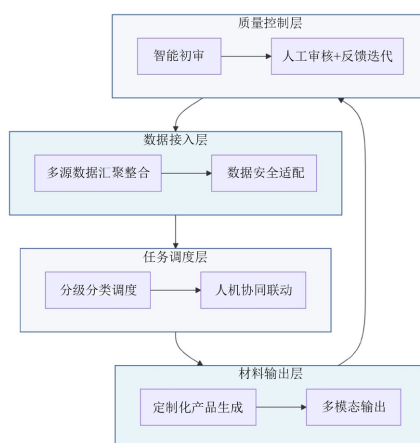 质量控制层
智能初审
人工审核+反馈迭代
数据接入层
多源数据汇聚整合
数据安全适配
任务调度层
分级分类调度
人机协同联动
材料输出层
定制化产品生成
多模态输出